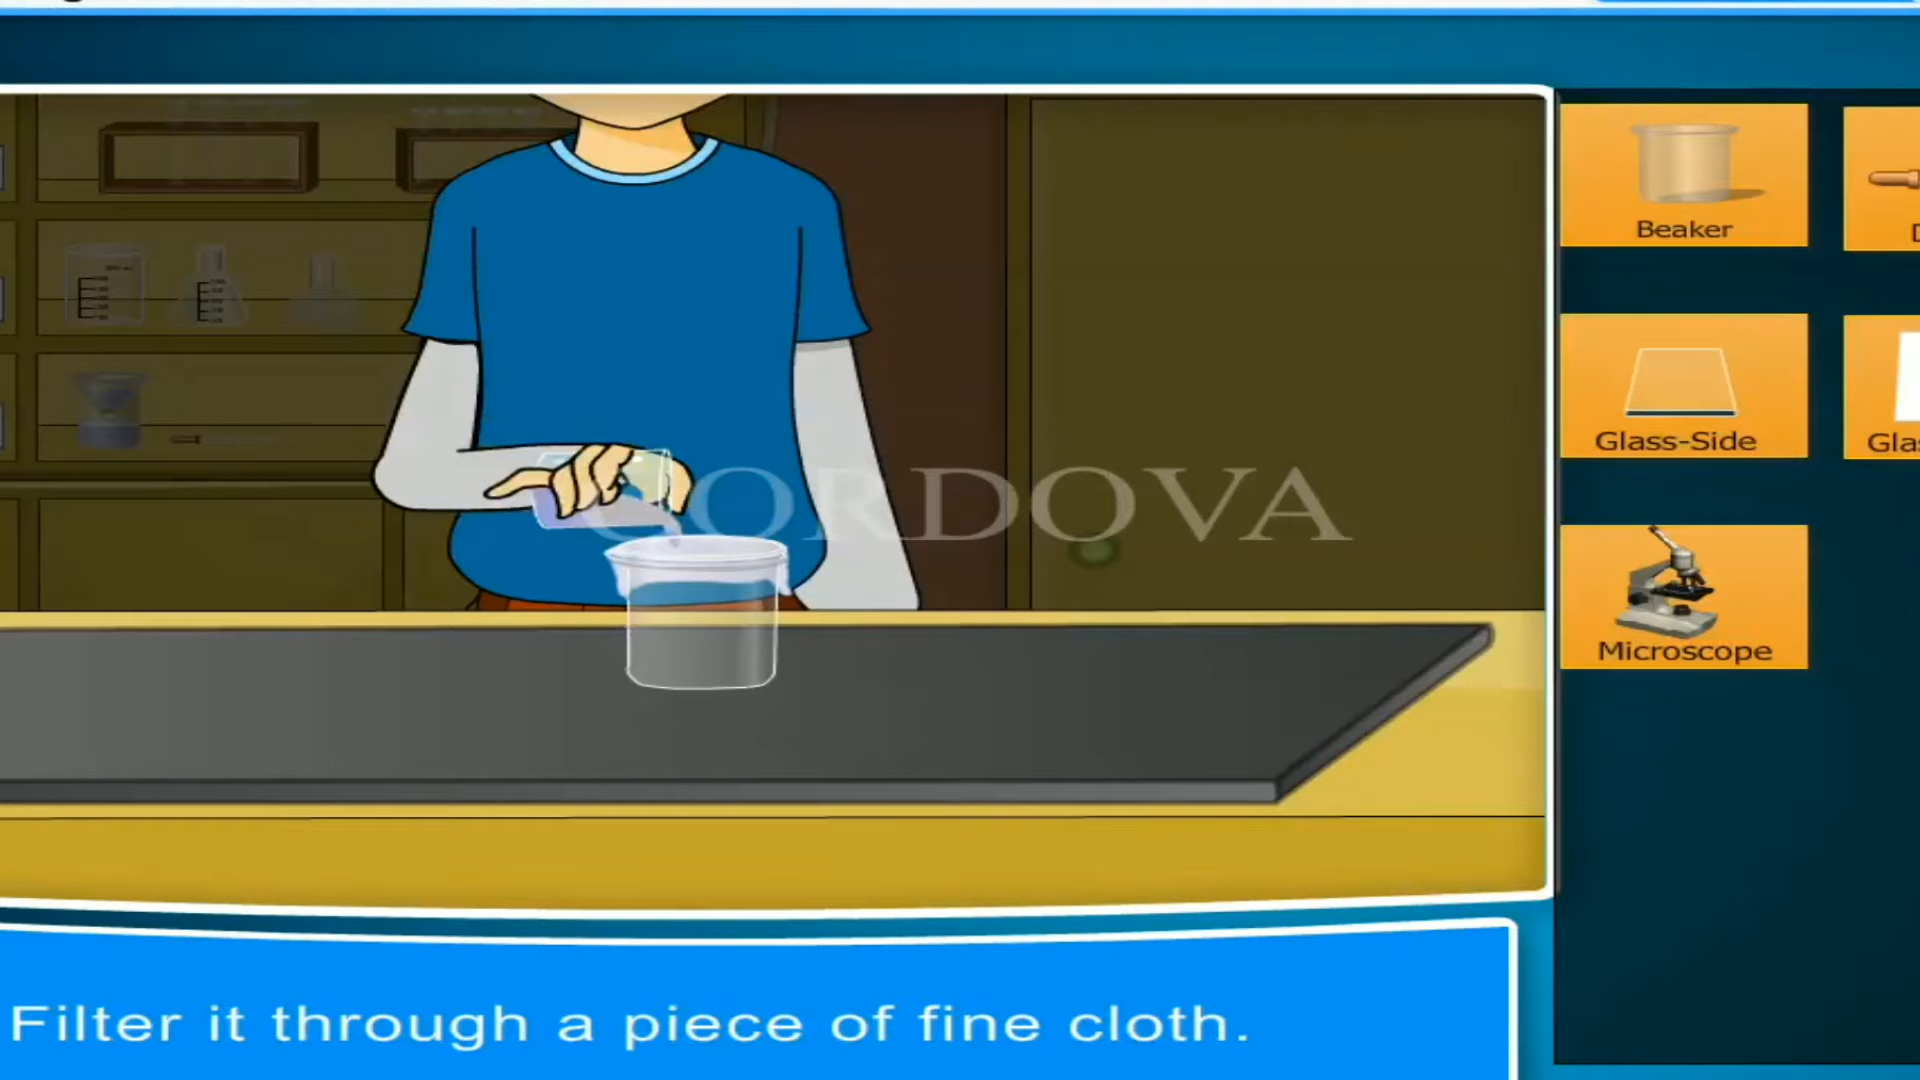 Beaker
Glass-Side
Microscope
CORDOVA
Filter it through a piece of fine cloth.